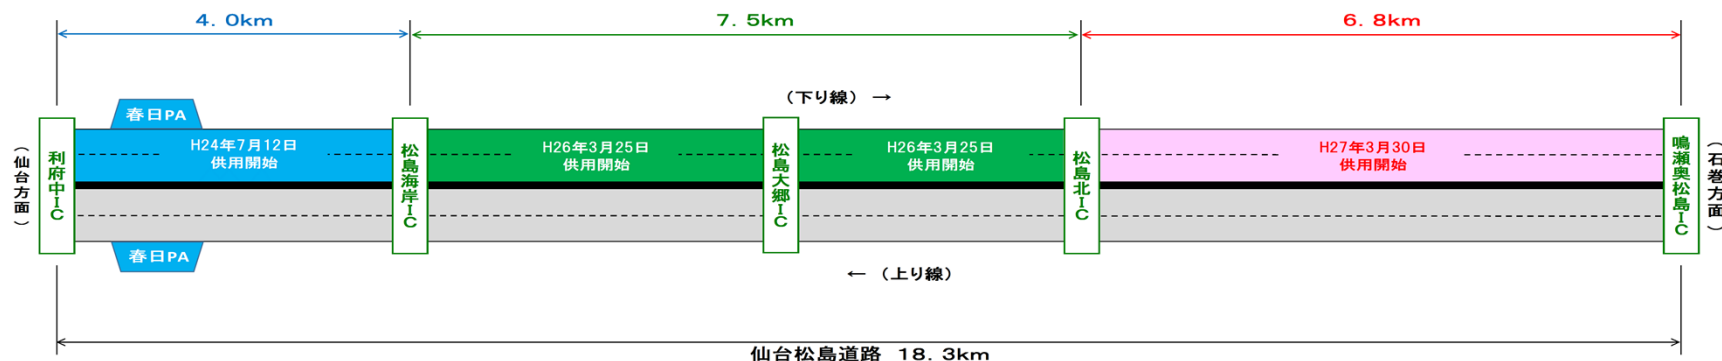 4．0km
7．5km
6．8km
（下り線） →
春日PA
（仙台方面）
利府中IC
H24年7月12日
供用開始
松島海岸IC
H26年3月25日
供用開始
松島大郷IC
H26年3月25日
供用開始
松島北IC
H27年3月30日
供用開始
鳴瀬奥松島IC
（石巻方面）
春日PA
← （上り線）
仙台松島道路 18．3km